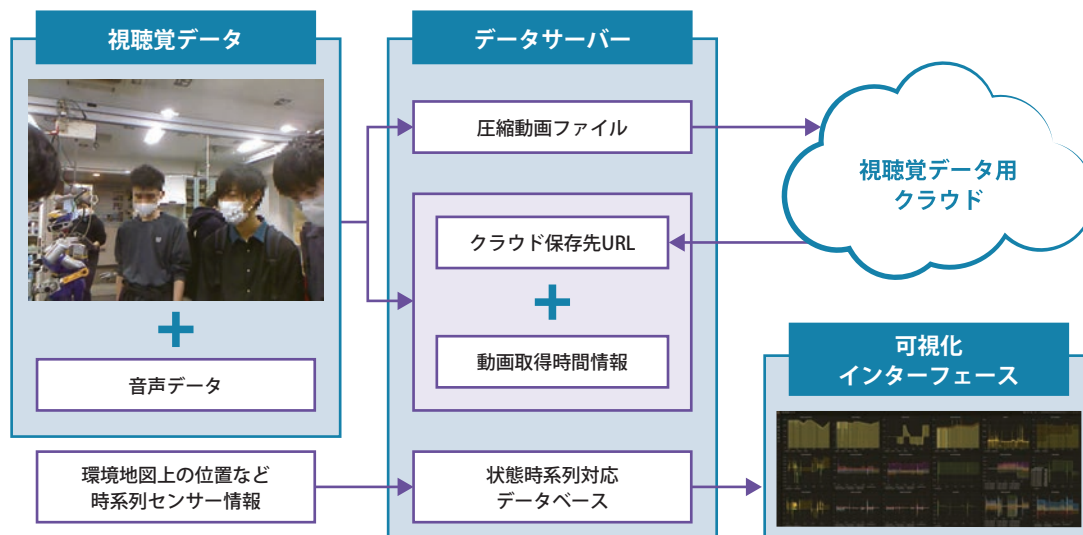 視聴覚データ
音声データ
環境地図上の位置など
時系列センサー情報
データサーバー
圧縮動画ファイル
クラウド保存先URL
動画取得時間情報
状態時系列対応
データベース
視聴覚データ用
クラウド
可視化
インターフェース